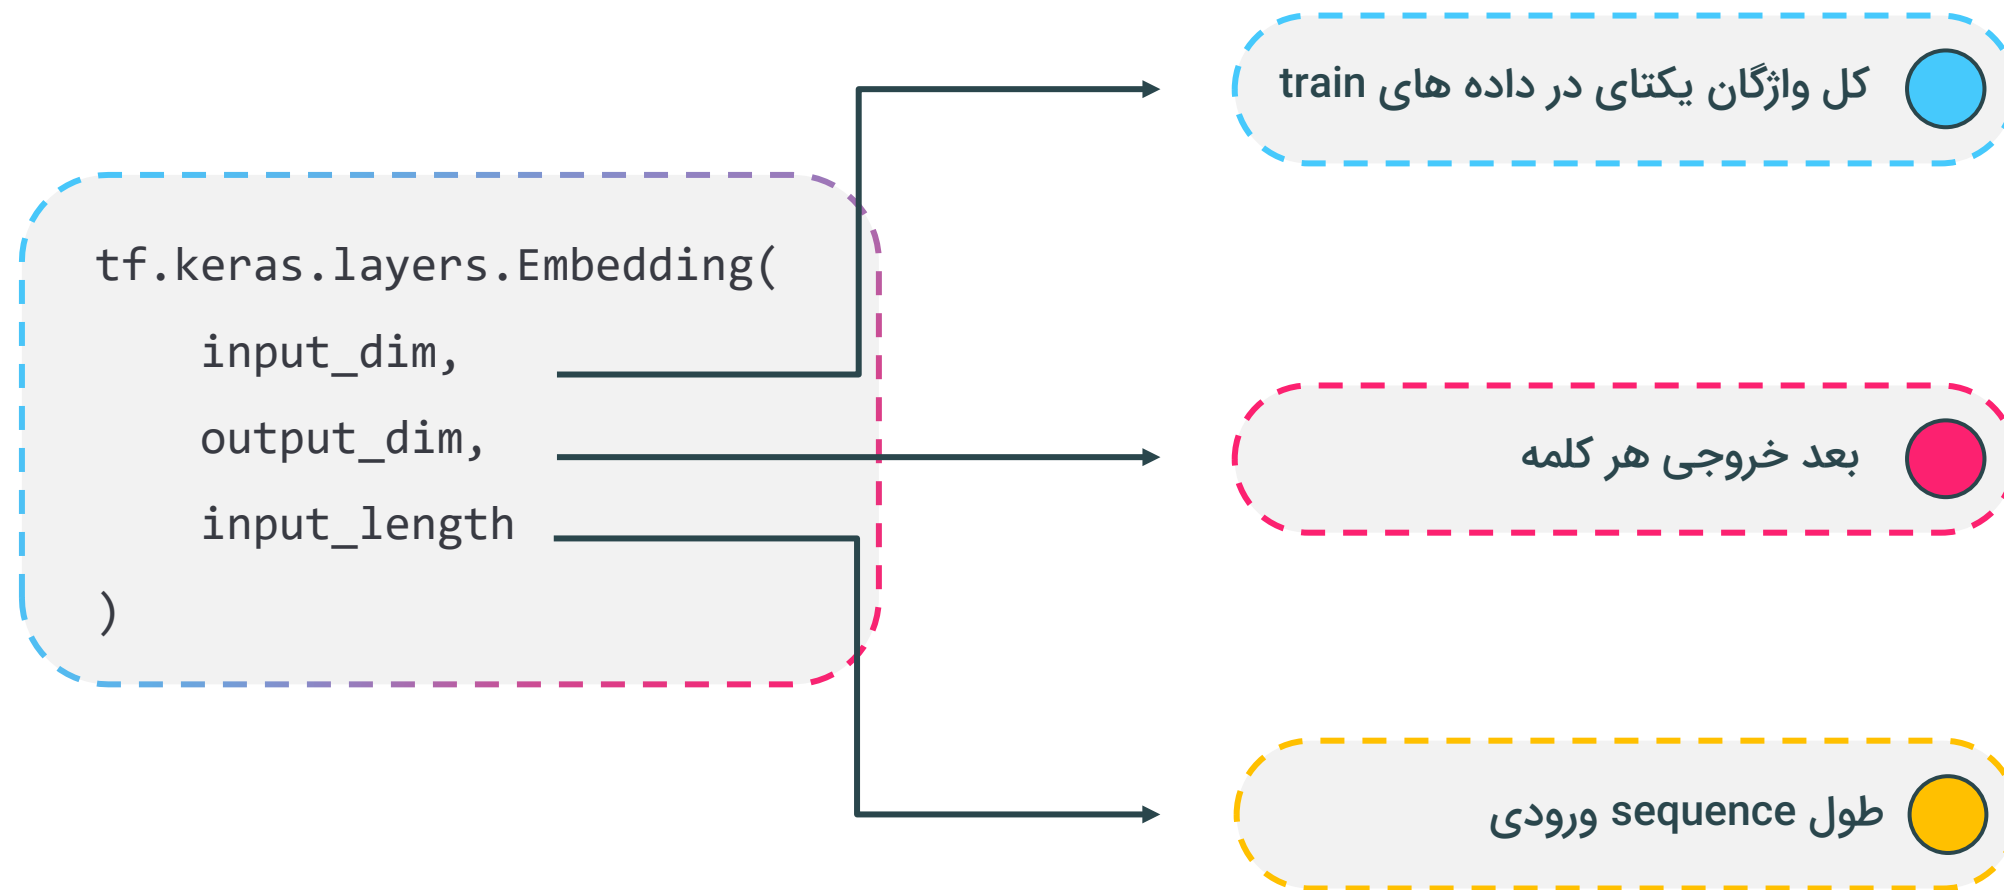 tf.keras.layers.Embedding(
input_dim,
output_dim,
input_length
)
کل واژگان یکتای در داده های train
بعد خروجی هر کلمه
طول sequence ورودی